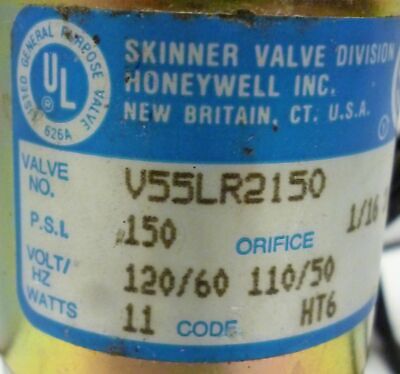 LISTED GENERAL PURPOSE VALVE
UL
®
626A
SKINNER VALVE DIVISION
HONEYWELL INC.
NEW BRITAIN, CT. U.S.A.
VALVE NO. V55LR2150
P.S.I. 150 ORIFICE 1/16
VOLT/HZ 120/60 110/50
WATTS 11 CODE HT6